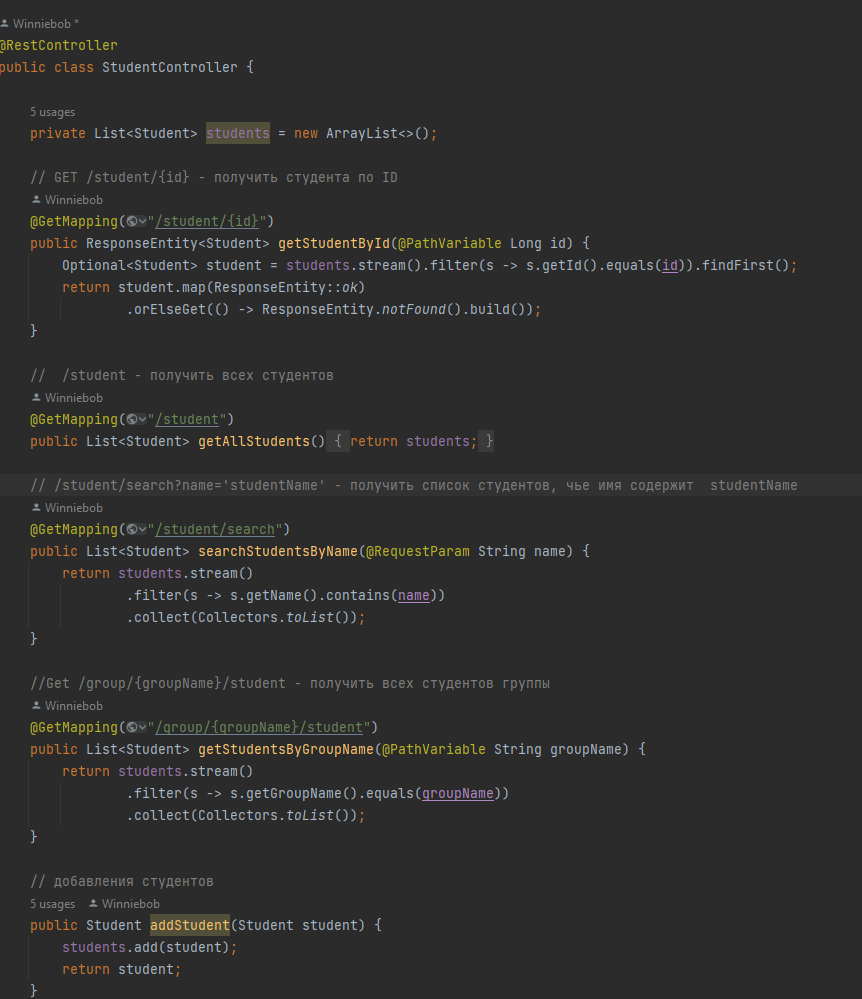 Winniebob *
@RestController
public class StudentController {
5 usages
private List<Student> students = new ArrayList<>();
// GET /student/{id} - получить студента по ID
Winniebob
@GetMapping("/student/{id}")
public ResponseEntity<Student> getStudentById(@PathVariable Long id) {
Optional<Student> student = students.stream().filter(s -> s.getId().equals(id)).findFirst();
return student.map(ResponseEntity::ok)
.orElseGet(() -> ResponseEntity.notFound().build());
}
//  /student - получить всех студентов
Winniebob
@GetMapping("/student")
public List<Student> getAllStudents() { return students; }
// /student/search?name='studentName' - получить список студентов, чье имя содержит  studentName
Winniebob
@GetMapping("/student/search")
public List<Student> searchStudentsByName(@RequestParam String name) {
return students.stream()
.filter(s -> s.getName().contains(name))
.collect(Collectors.toList());
}
//Get /group/{groupName}/student - получить всех студентов группы
Winniebob
@GetMapping("/group/{groupName}/student")
public List<Student> getStudentsByGroupName(@PathVariable String groupName) {
return students.stream()
.filter(s -> s.getGroupName().equals(groupName))
.collect(Collectors.toList());
}
// добавления студентов
5 usages Winniebob
public Student addStudent(Student student) {
students.add(student);
return student;
}